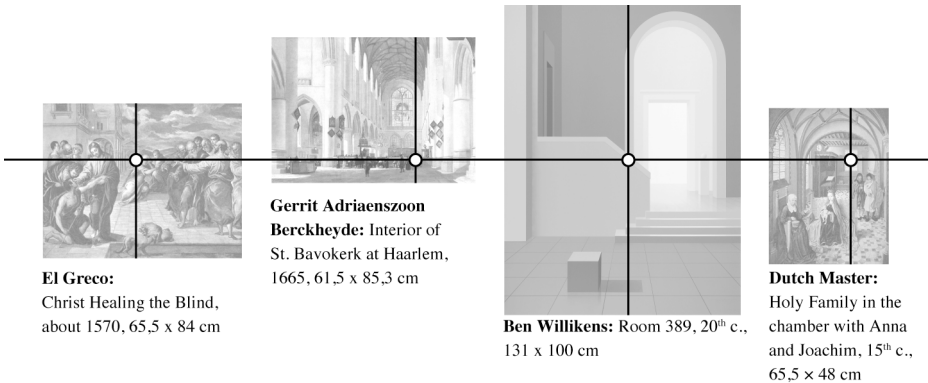 El Greco:
Christ Healing the Blind,
about 1570, 65,5 x 84 cm
Gerrit Adriaenszoon
Berckheyde: Interior of
St. Bavokerk at Haarlem,
1665, 61,5 x 85,3 cm
Ben Willikens: Room 389, 20th c.,
131 x 100 cm
Dutch Master:
Holy Family in the
chamber with Anna
and Joachim, 15th c.,
65,5 × 48 cm